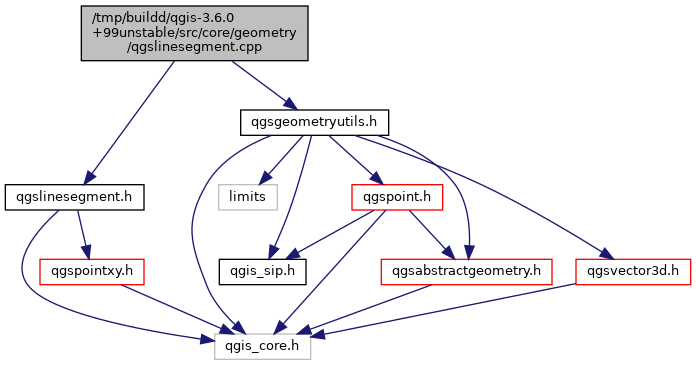 /tmp/buildd/qgis-3.6.0
+99unstable/src/core/geometry
/qgslinesegment.cpp
qgsgeometryutils.h
qgslinesegment.h
limits
qgspoint.h
qgspointxy.h
qgis_sip.h
qgsabstractgeometry.h
qgsvector3d.h
qgis_core.h